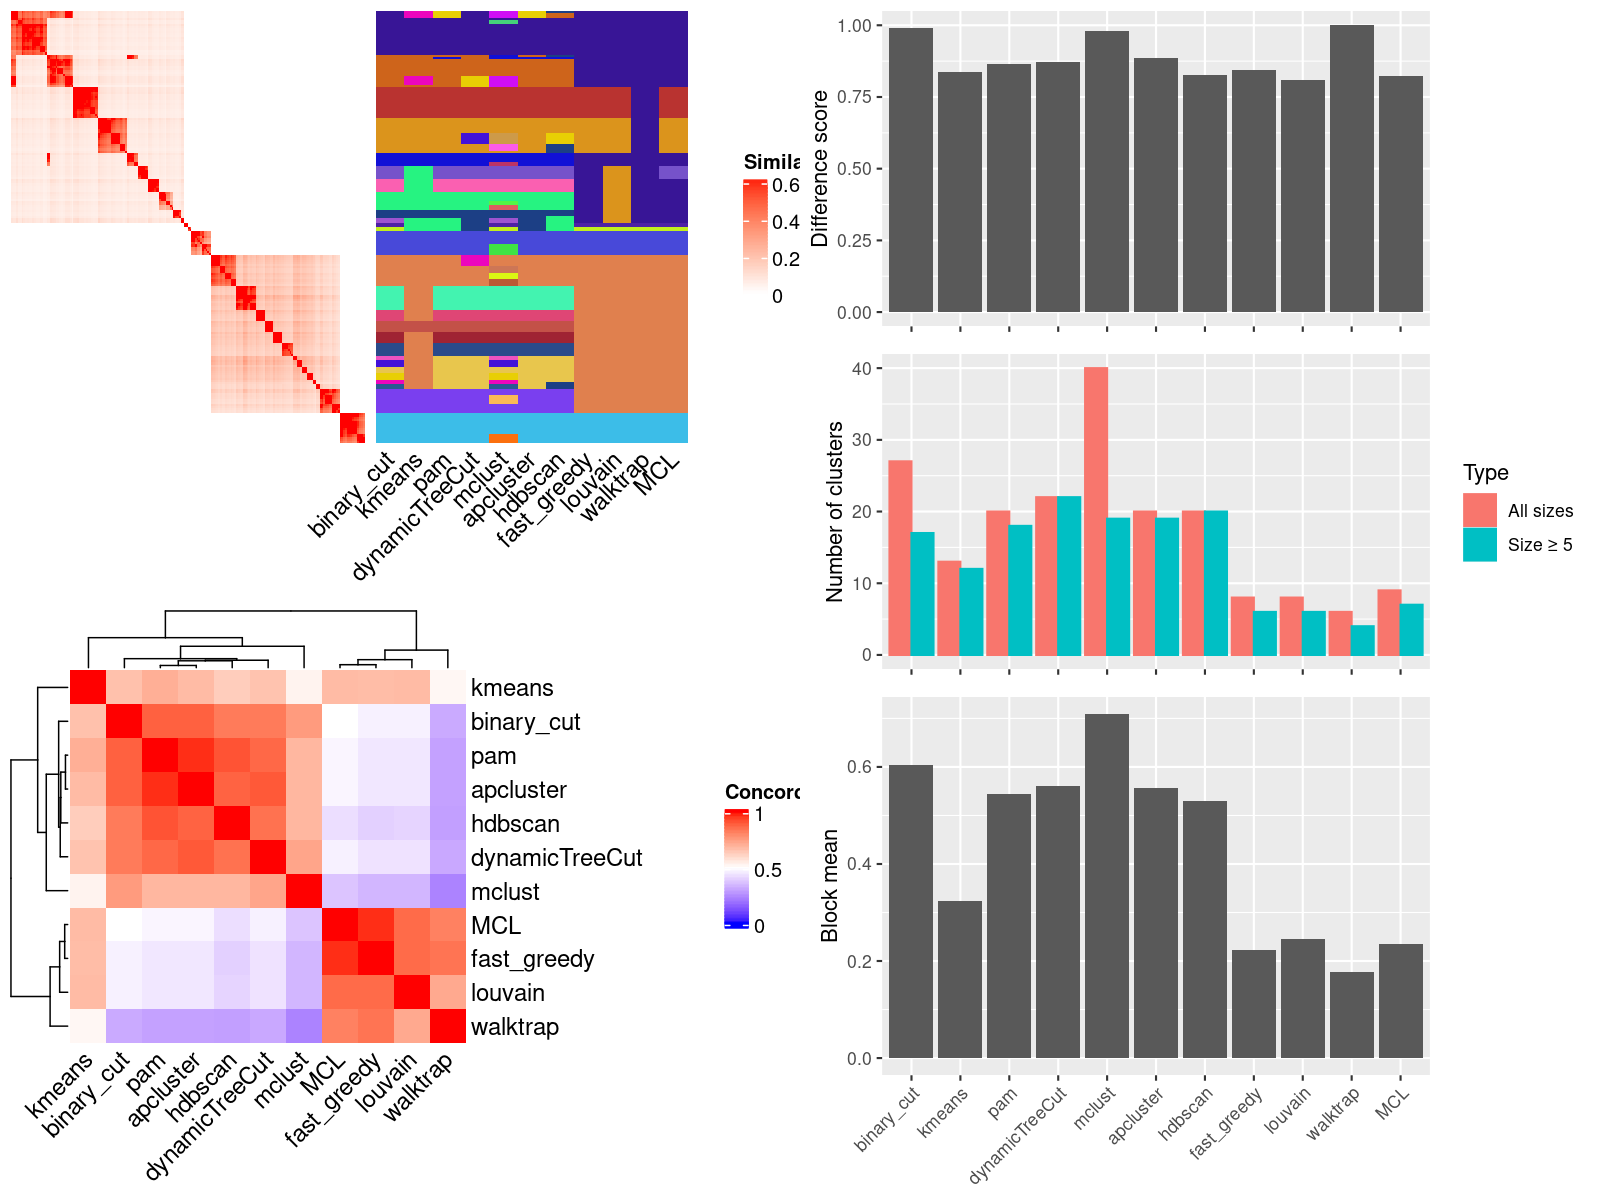 Simila
0.6
0.4
0.2
0
binary_cut
kmeans
pam
dynamicTreeCut
mclust
apcluster
hdbscan
fast_greedy
louvain
walktrap
MCL
kmeans
binary_cut
pam
apcluster
hdbscan
dynamicTreeCut
mclust
MCL
fast_greedy
louvain
walktrap
kmeans
binary_cut
pam
apcluster
hdbscan
dynamicTreeCut
mclust
MCL
fast_greedy
louvain
walktrap
Concord
1
0.5
0
Difference score
1.00
0.75
0.50
0.25
0.00
Number of clusters
40
30
20
10
0
Type
All sizes
Size ≥ 5
Block mean
0.6
0.4
0.2
0.0
binary_cut
kmeans
pam
dynamicTreeCut
mclust
apcluster
hdbscan
fast_greedy
louvain
walktrap
MCL